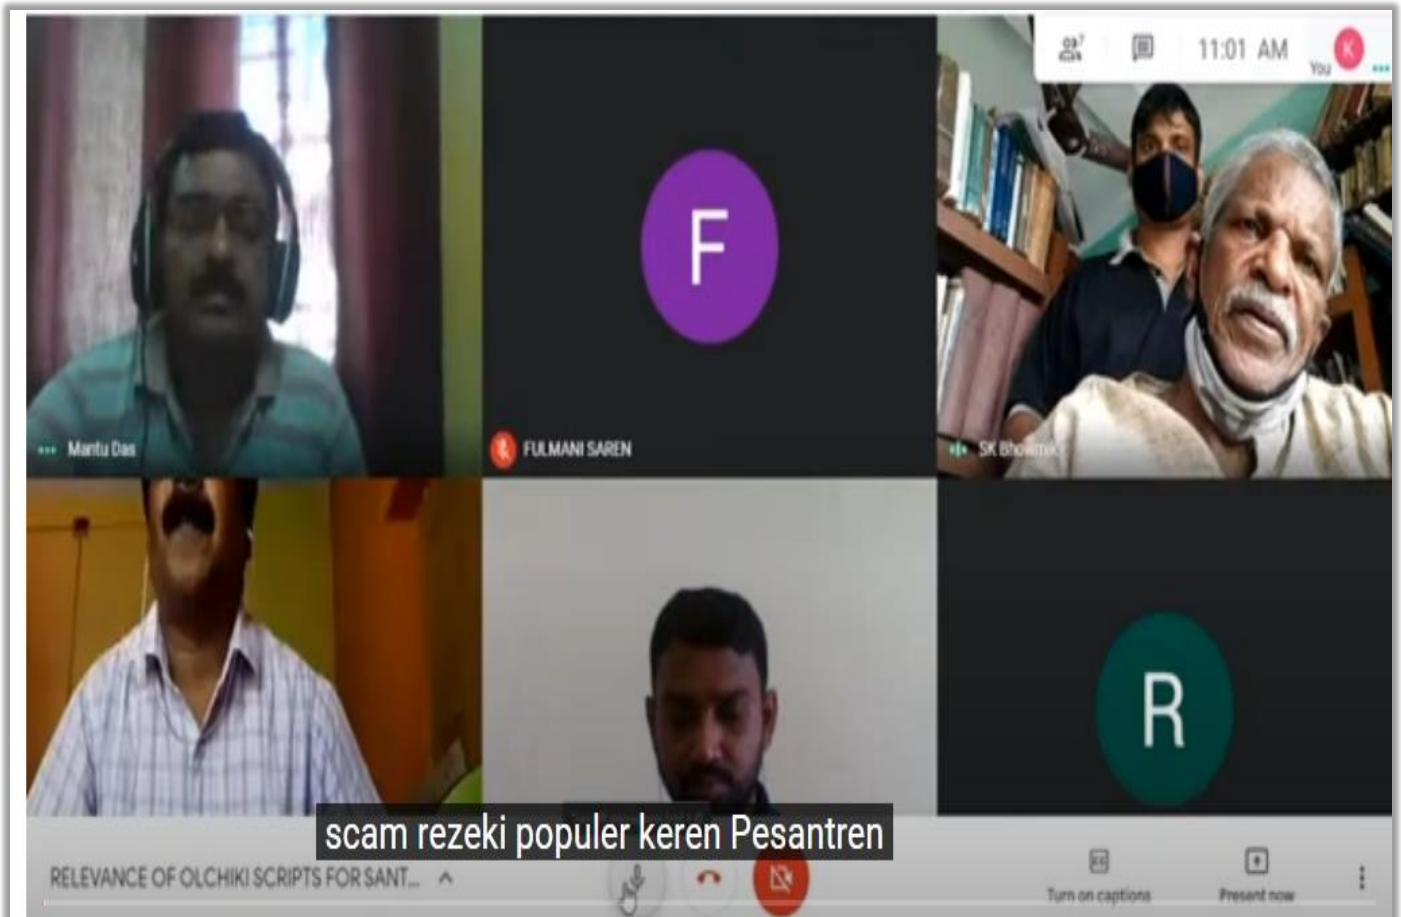 7
11:01 AM
You
K
F
Mantu Das
FULMANI SAREN
SK Bhowmik
R
scam rezeki populer keren Pesantren
RELEVANCE OF OLCHIKI SCRIPTS FOR SANT...
Turn on captions
Present now